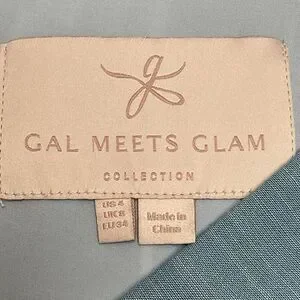 g
GAL MEETS GLAM
COLLECTION
US 4
UK 8
EU 34
Made in
China